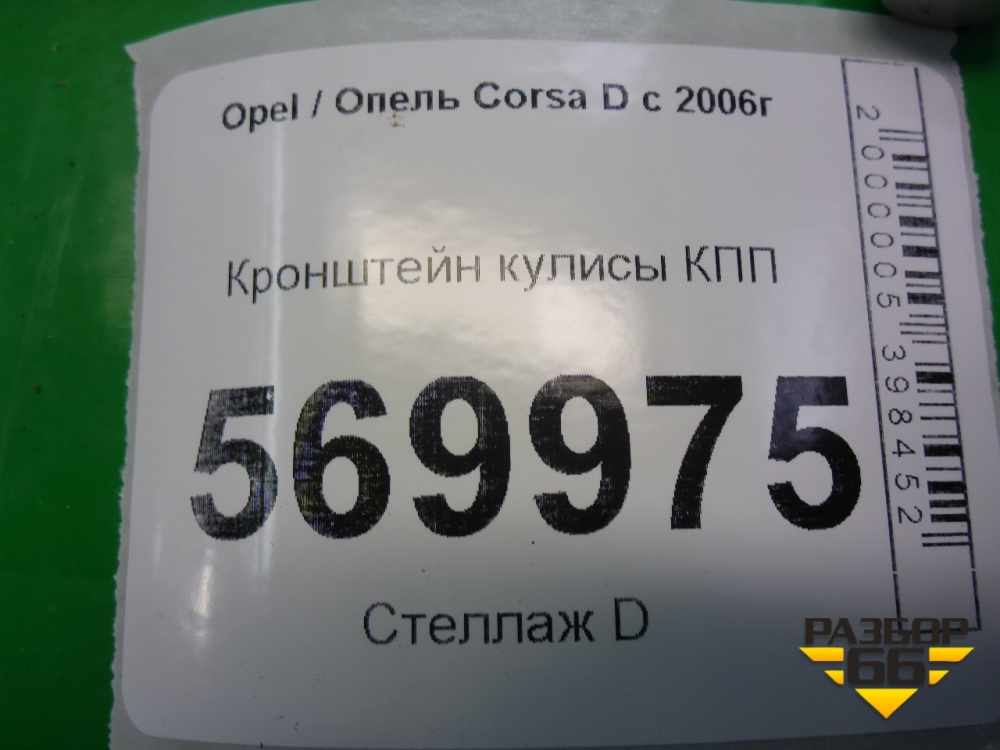 Opel / Опель Corsa D с 2006г
Кронштейн кулисы КПП
569975
Стеллаж D
2000005398452
РАЗБОР
66